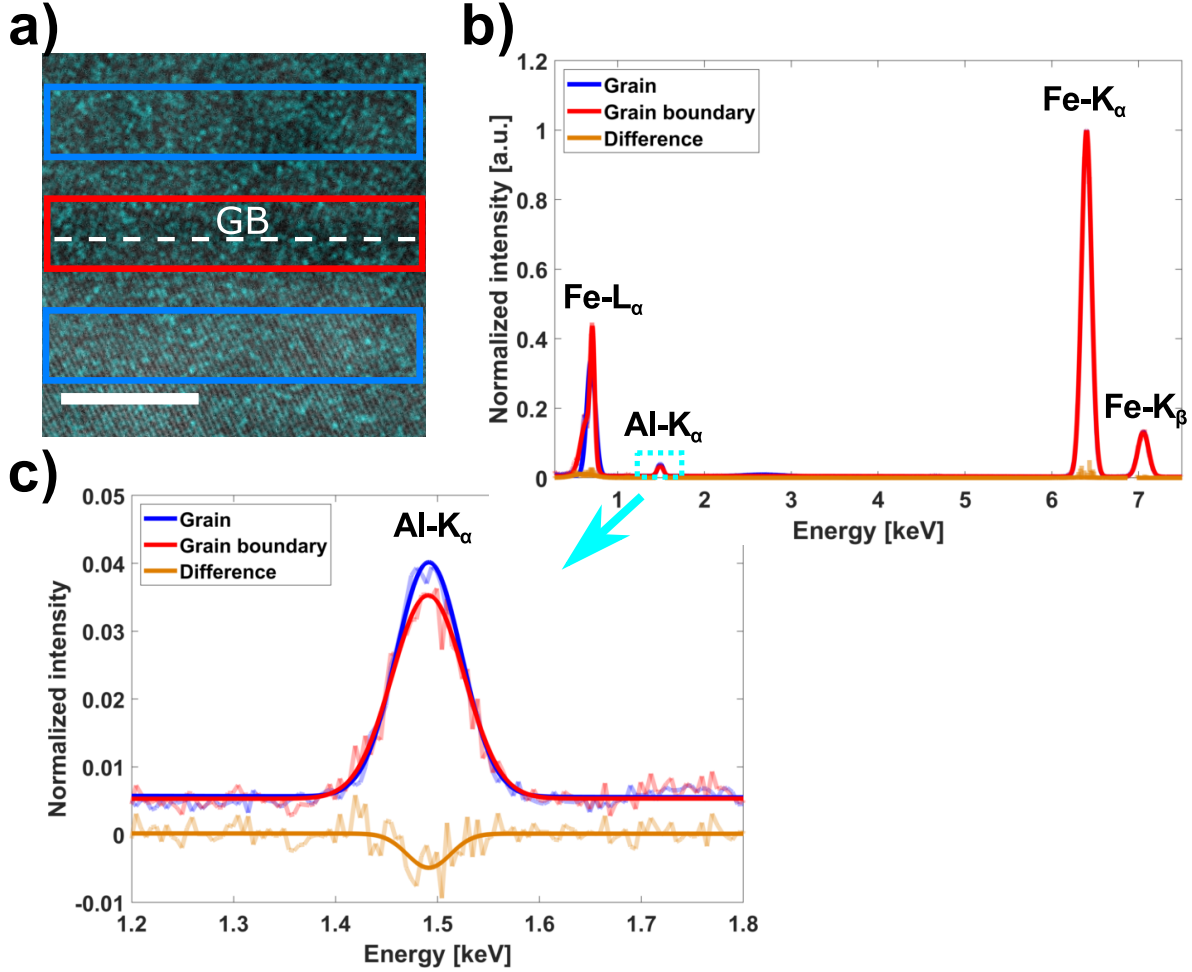 a)
GB
b)
Normalized intensity [a.u.]
1.2
1
0.8
0.6
0.4
0.2
0
Grain
Grain boundary
Difference
Fe-Lα
Al-Kα
Fe-Kα
Fe-Kβ
1 2 3 4 5 6 7
Energy [keV]
c)
Normalized intensity
0.05
0.04
0.03
0.02
0.01
0
-0.01
Grain
Grain boundary
Difference
Al-Kα
1.2 1.3 1.4 1.5 1.6 1.7 1.8
Energy [keV]